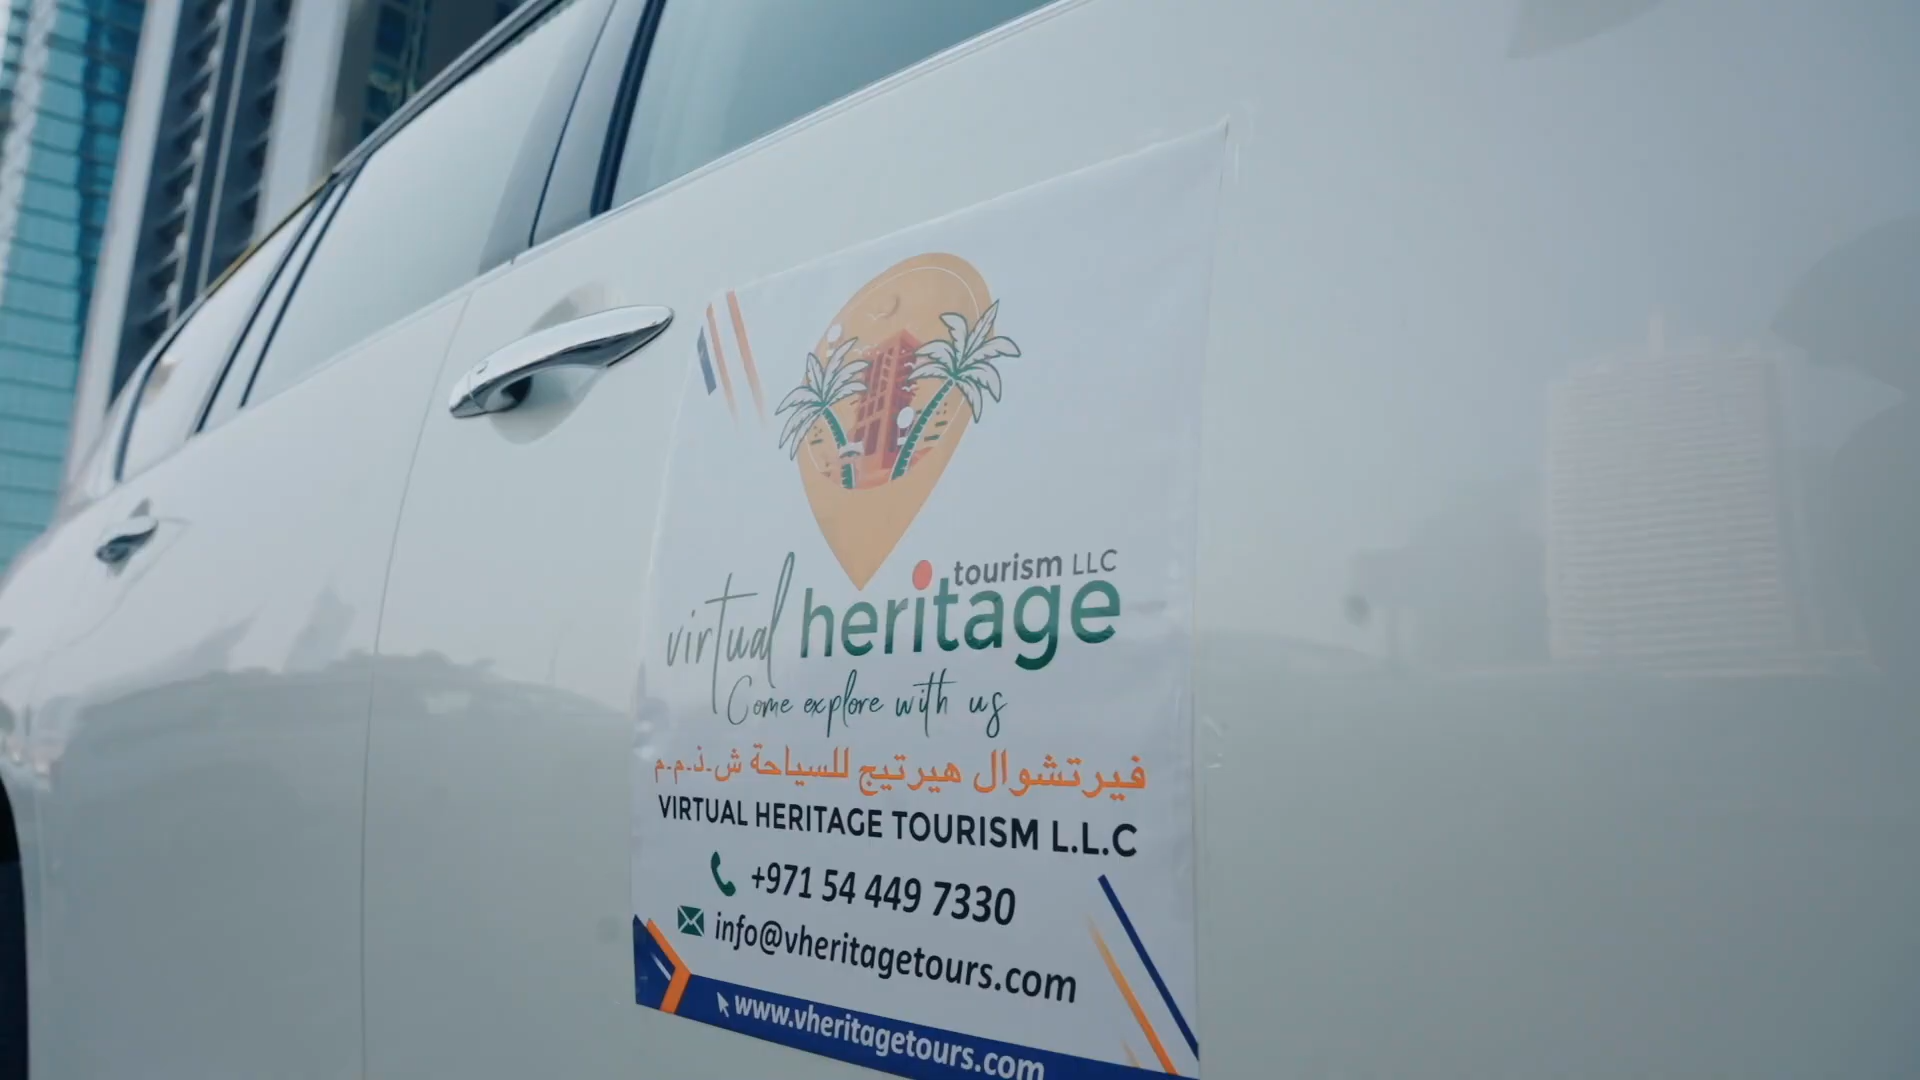 tourism LLC
virtual heritage
Come explore with us
فيرتشوال هيرتيج للسياحة ش.ذ.م.م
VIRTUAL HERITAGE TOURISM L.L.C
+971 54 449 7330
info@vheritagetours.com
www.vheritagetours.com